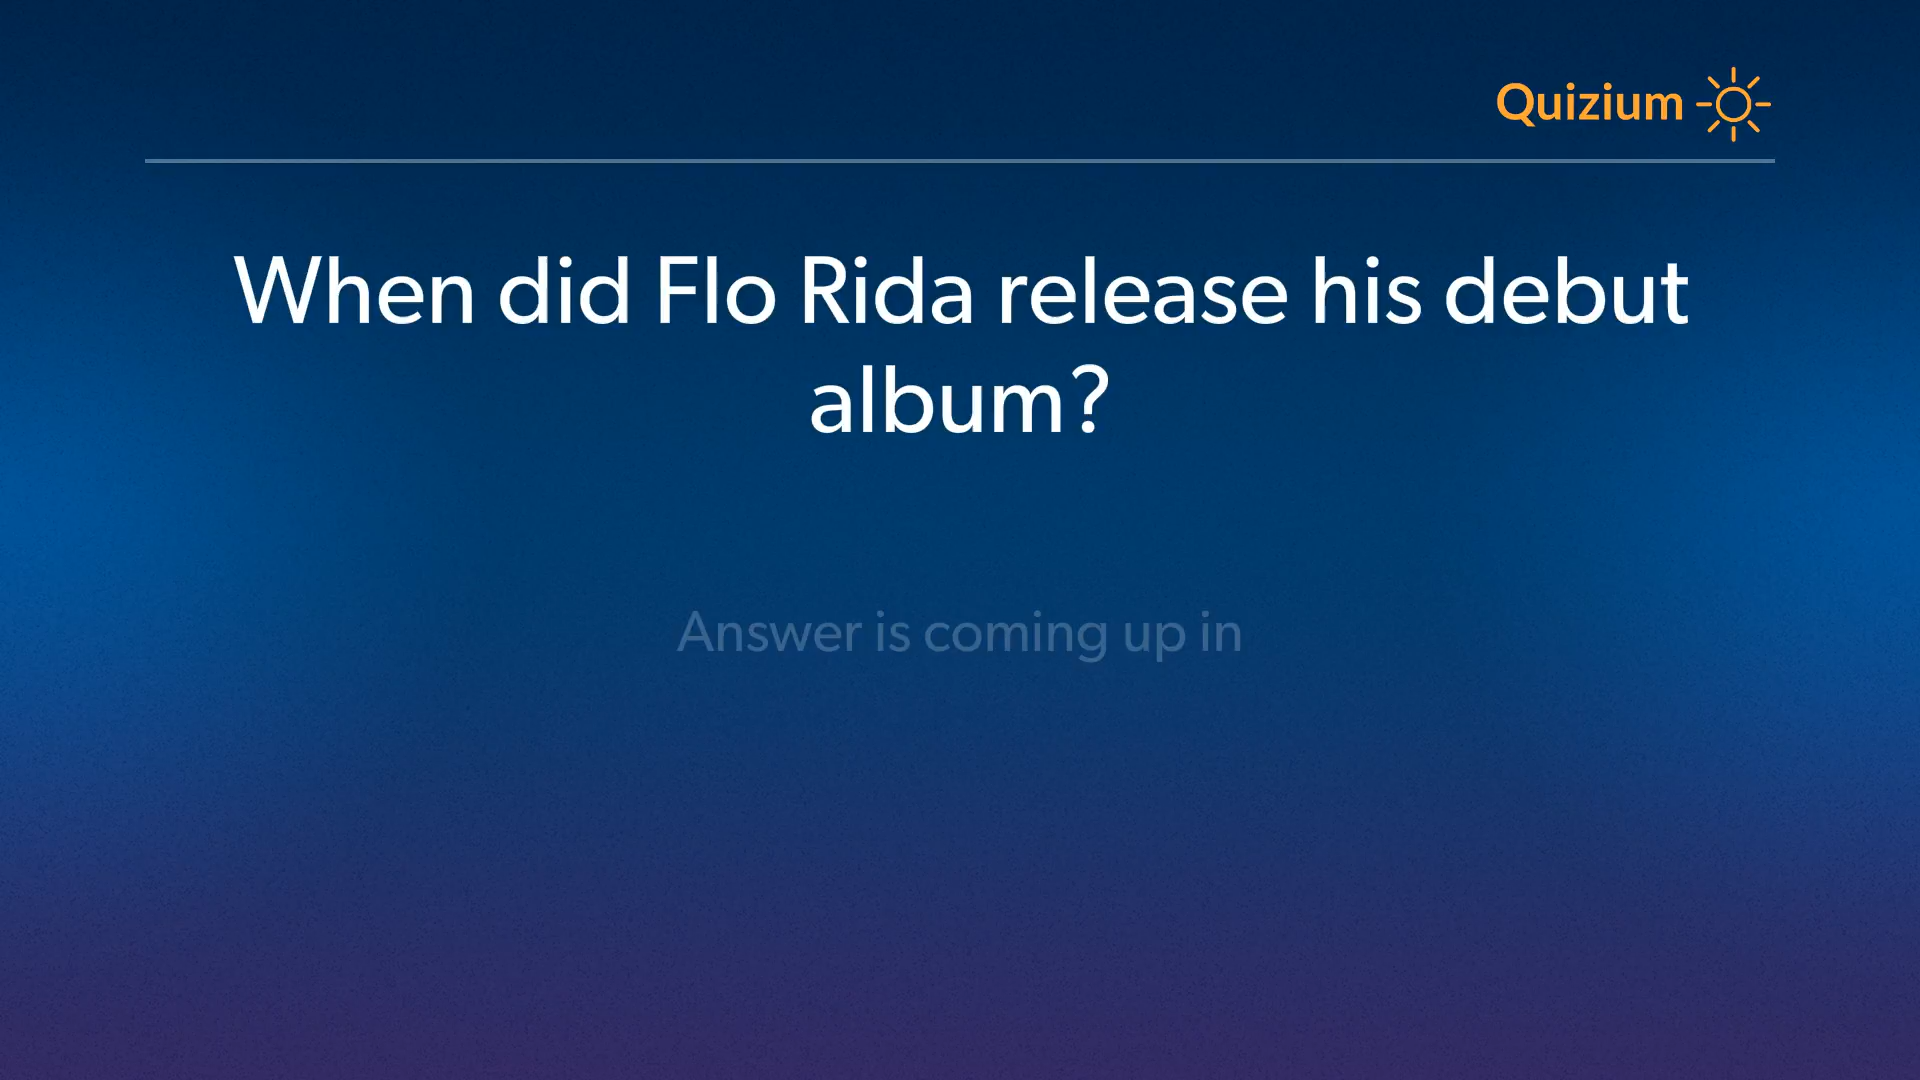 Quizium
When did Flo Rida release his debut
album?
Answer is coming up in